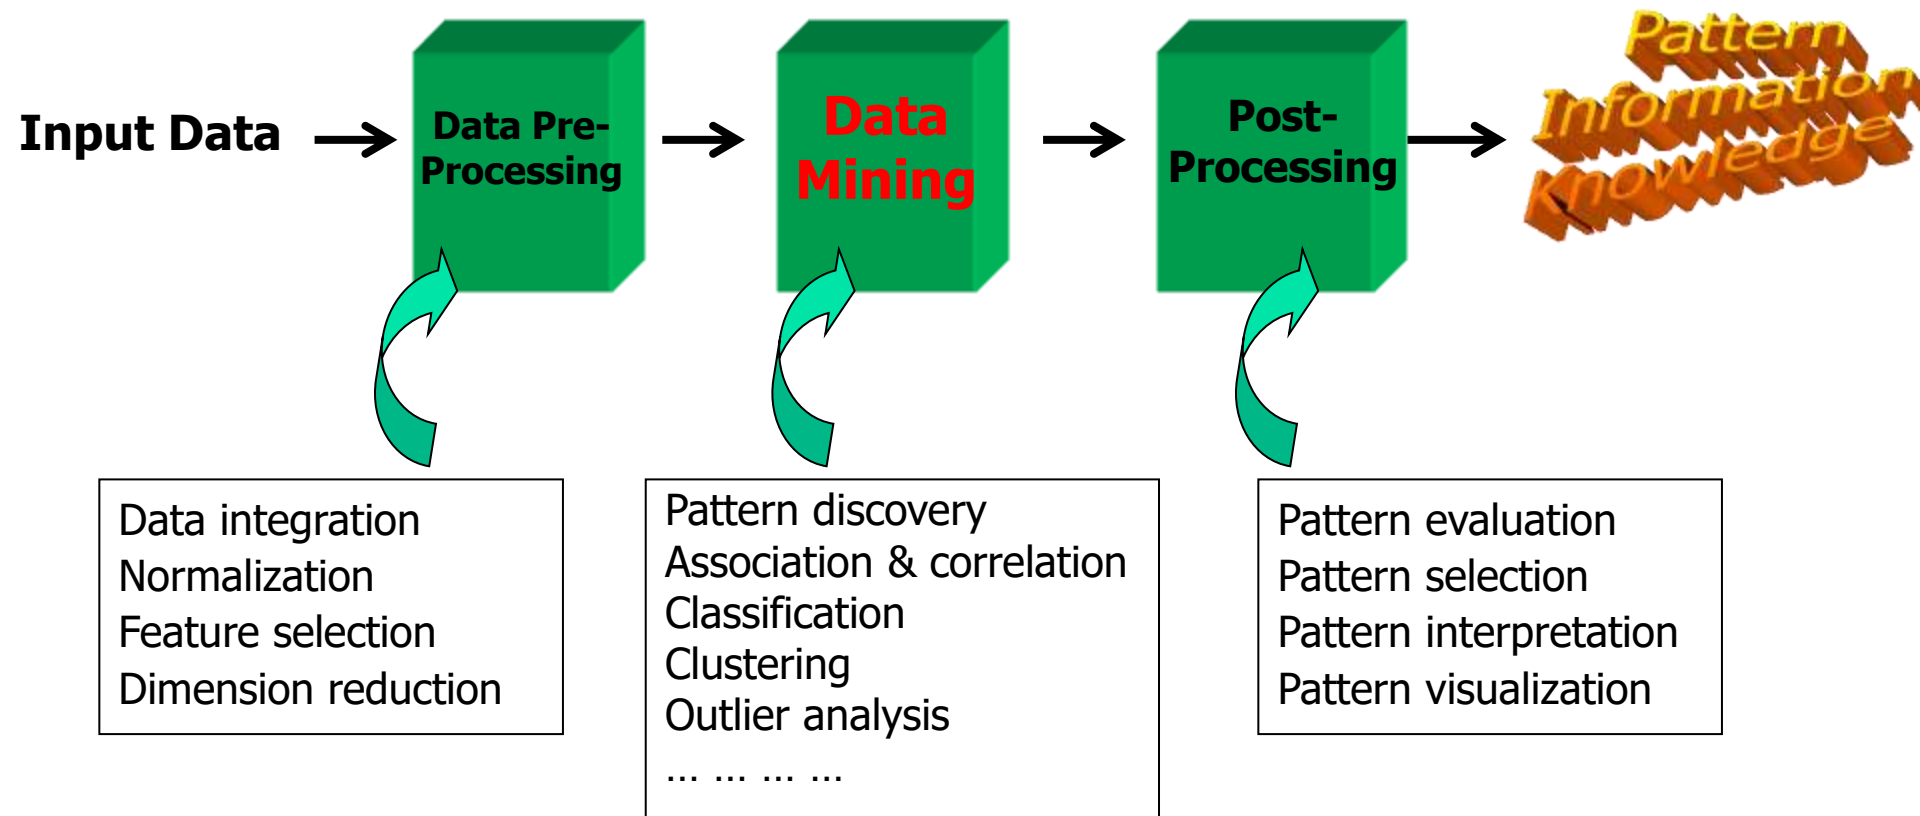 Input Data
Data Pre-
Processing
Data
Mining
Post-
Processing
Pattern
Information
Knowledge
Data integration
Normalization
Feature selection
Dimension reduction
Pattern discovery
Association & correlation
Classification
Clustering
Outlier analysis
… … … …
Pattern evaluation
Pattern selection
Pattern interpretation
Pattern visualization